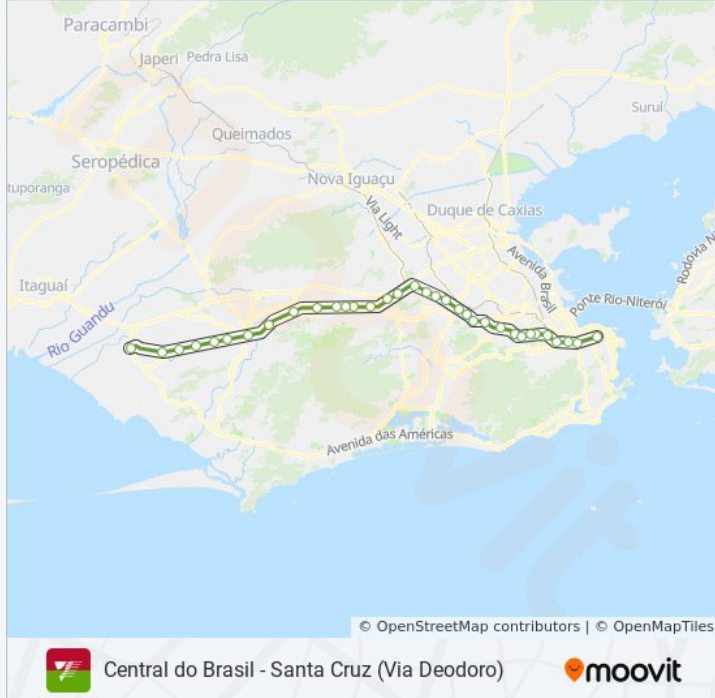 Paracambi
Japeri
Pedra Lisa
Suruí
Queimados
Seropédica
tuporanga
Nova Iguaçu
Via Light
Duque de Caxias
Avenida Brasil
Rodovia N
Itaguaí
Ponte Rio-Niterói
Rio Guandu
Avenida das Américas
© OpenStreetMap contributors | © OpenMapTiles
Central do Brasil - Santa Cruz (Via Deodoro)
moovit